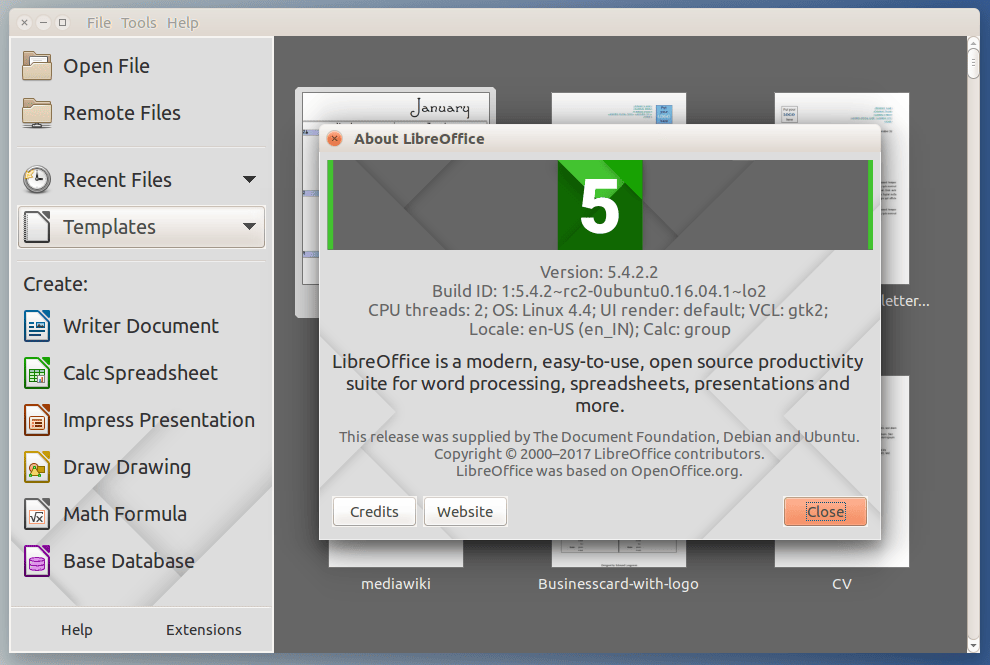 File Tools Help
Open File
Remote Files
Recent Files
Templates
Create:
Writer Document
Calc Spreadsheet
Impress Presentation
Draw Drawing
Math Formula
Base Database
Help Extensions
January
About LibreOffice
5
Version: 5.4.2.2
Build ID: 1:5.4.2~rc2-0ubuntu0.16.04.1~lo2
CPU threads: 2; OS: Linux 4.4; UI render: default; VCL: gtk2;
Locale: en-US (en_IN); Calc: group
LibreOffice is a modern, easy-to-use, open source productivity
suite for word processing, spreadsheets, presentations and
more.
This release was supplied by The Document Foundation, Debian and Ubuntu.
Copyright © 2000–2017 LibreOffice contributors.
LibreOffice was based on OpenOffice.org.
Credits Website Close
letter...
mediawiki Businesscard-with-logo CV